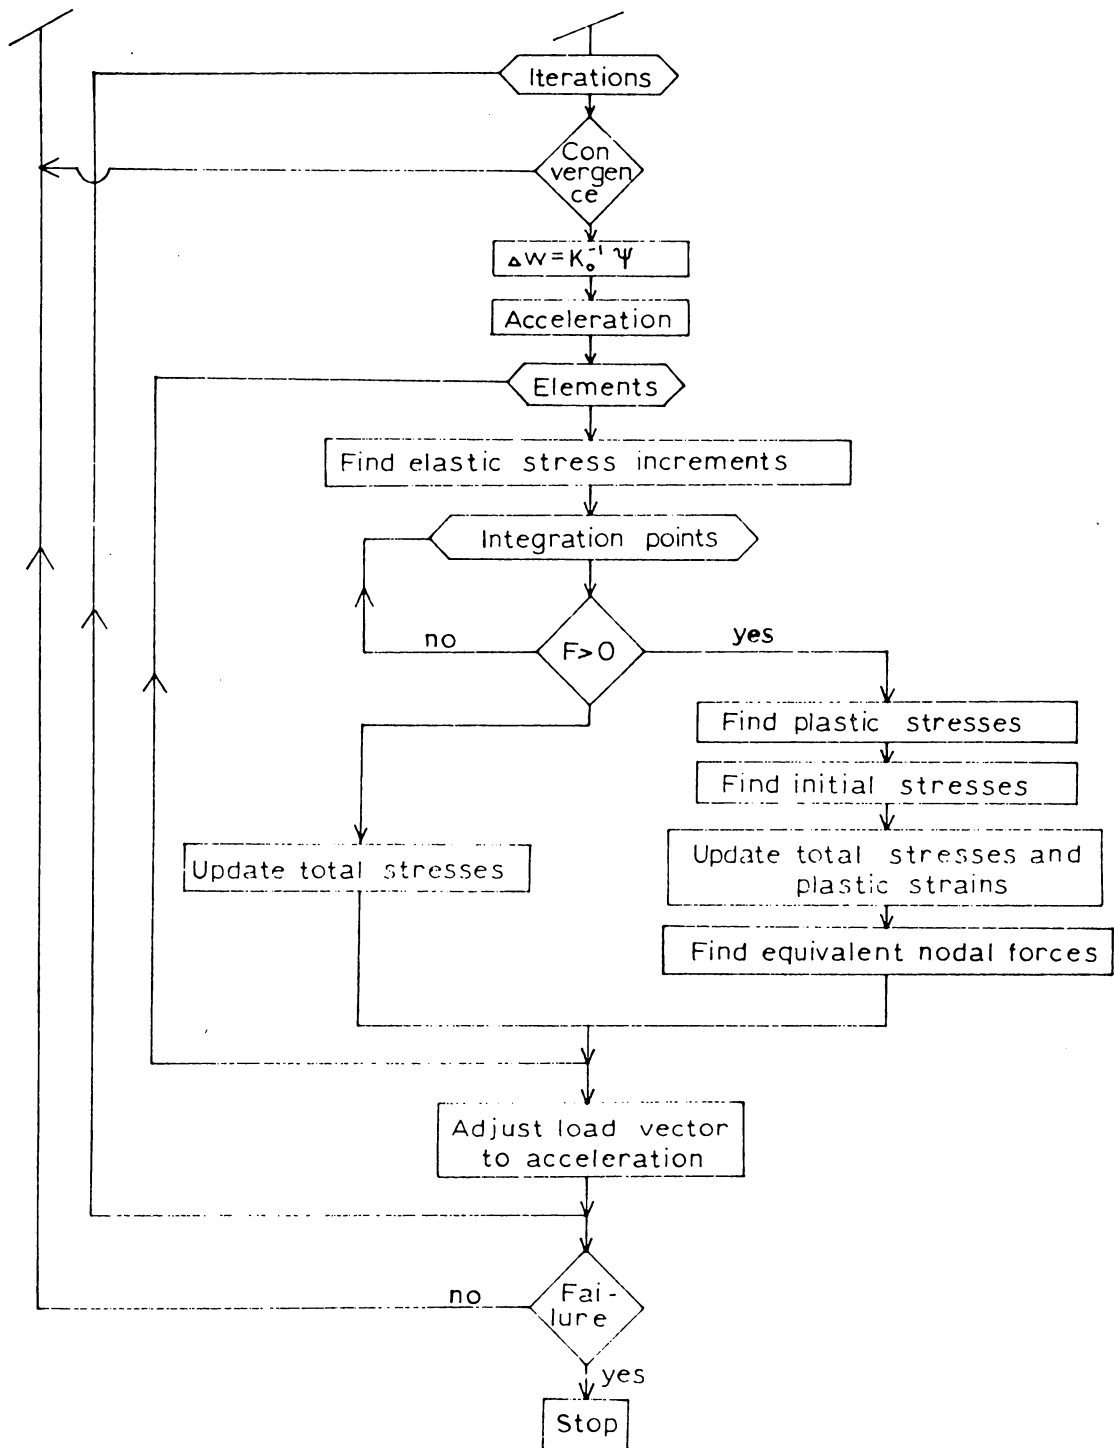 Iterations
Con
vergen
ce
Δw = K₀⁻¹ Ψ
Acceleration
Elements
Find elastic stress increments
Integration points
no
F>0
yes
Find plastic stresses
Find initial stresses
Update total stresses
Update total stresses and
plastic strains
Find equivalent nodal forces
Adjust load vector
to acceleration
no
Fai-
lure
yes
Stop